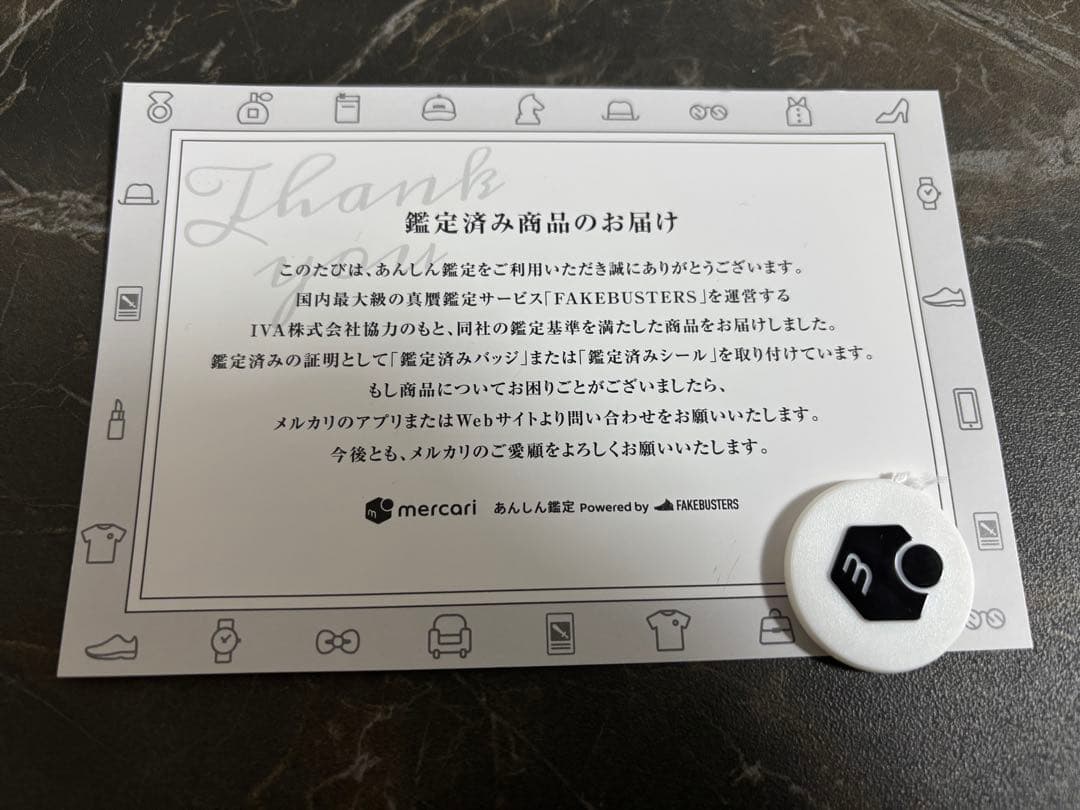 Thank
you
鑑定済み商品のお届け
このたびは、あんしん鑑定をご利用いただき誠にありがとうございます。
国内最大級の真贋鑑定サービス「FAKEBUSTERS」を運営する
IVA株式会社協力のもと、同社の鑑定基準を満たした商品をお届けしました。
鑑定済みの証明として「鑑定済みバッジ」または「鑑定済みシール」を取り付けています。
もし商品についてお困りごとがございましたら、
メルカリのアプリまたはWebサイトより問い合わせをお願いいたします。
今後とも、メルカリのご愛顧をよろしくお願いいたします。
mercari あんしん鑑定 Powered by FAKEBUSTERS
m